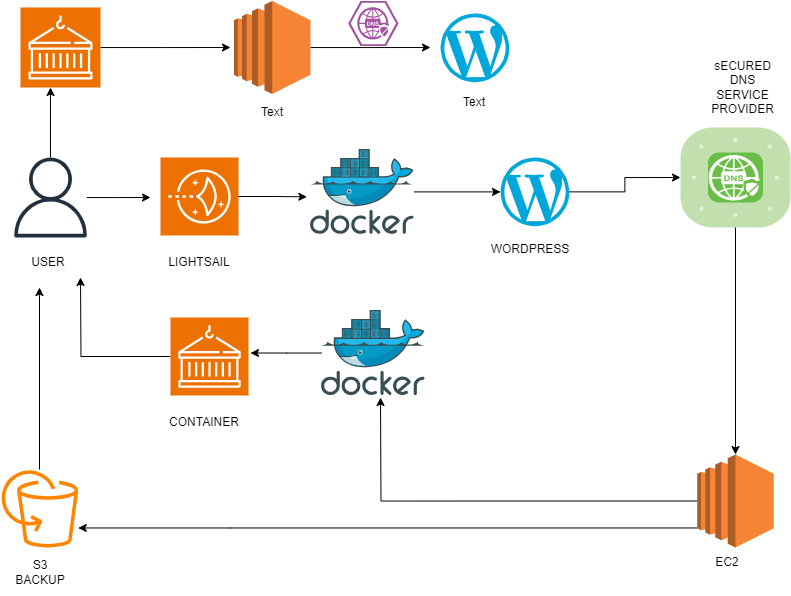 DNS
Text
Text
sECURED
DNS
SERVICE
PROVIDER
DNS
docker
USER
LIGHTSAIL
WORDPRESS
docker
CONTAINER
S3
BACKUP
EC2